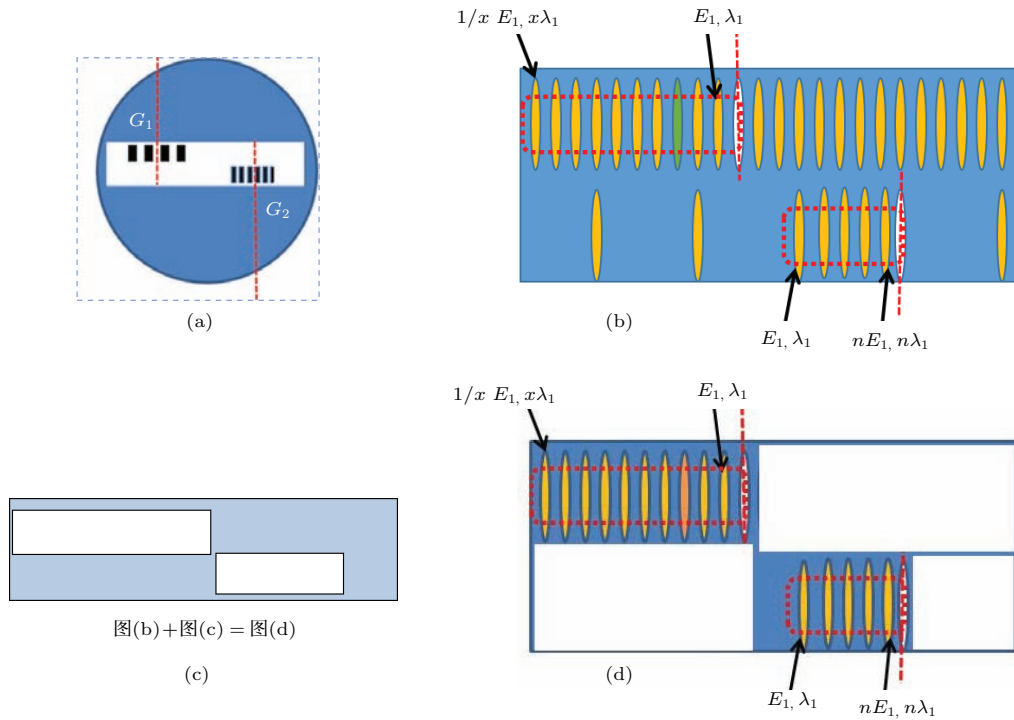 G₁
G₂
(a)
1/x E₁, xλ₁
E₁, λ₁
E₁, λ₁
nE₁, nλ₁
(b)
图(b)+图(c) = 图(d)
(c)
1/x E₁, xλ₁
E₁, λ₁
E₁, λ₁
nE₁, nλ₁
(d)